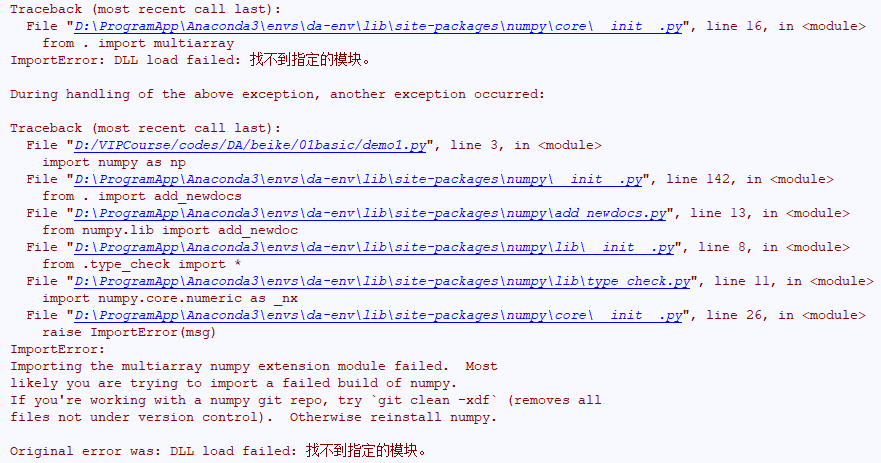 Traceback (most recent call last):
  File "D:\ProgramApp\Anaconda3\envs\da-env\lib\site-packages\numpy\core\__init__.py", line 16, in <module>
    from . import multiarray
ImportError: DLL load failed: 找不到指定的模块。

During handling of the above exception, another exception occurred:

Traceback (most recent call last):
  File "D:/VIPCourse/codes/DA/beike/01basic/demo1.py", line 3, in <module>
    import numpy as np
  File "D:\ProgramApp\Anaconda3\envs\da-env\lib\site-packages\numpy\__init__.py", line 142, in <module>
    from . import add_newdocs
  File "D:\ProgramApp\Anaconda3\envs\da-env\lib\site-packages\numpy\add_newdocs.py", line 13, in <module>
    from numpy.lib import add_newdoc
  File "D:\ProgramApp\Anaconda3\envs\da-env\lib\site-packages\numpy\lib\__init__.py", line 8, in <module>
    from .type_check import *
  File "D:\ProgramApp\Anaconda3\envs\da-env\lib\site-packages\numpy\lib\type_check.py", line 11, in <module>
    import numpy.core.numeric as _nx
  File "D:\ProgramApp\Anaconda3\envs\da-env\lib\site-packages\numpy\core\__init__.py", line 26, in <module>
    raise ImportError(msg)
ImportError:
Importing the multiarray numpy extension module failed.  Most
likely you are trying to import a failed build of numpy.
If you're working with a numpy git repo, try `git clean -xdf` (removes all
files not under version control).  Otherwise reinstall numpy.

Original error was: DLL load failed: 找不到指定的模块。